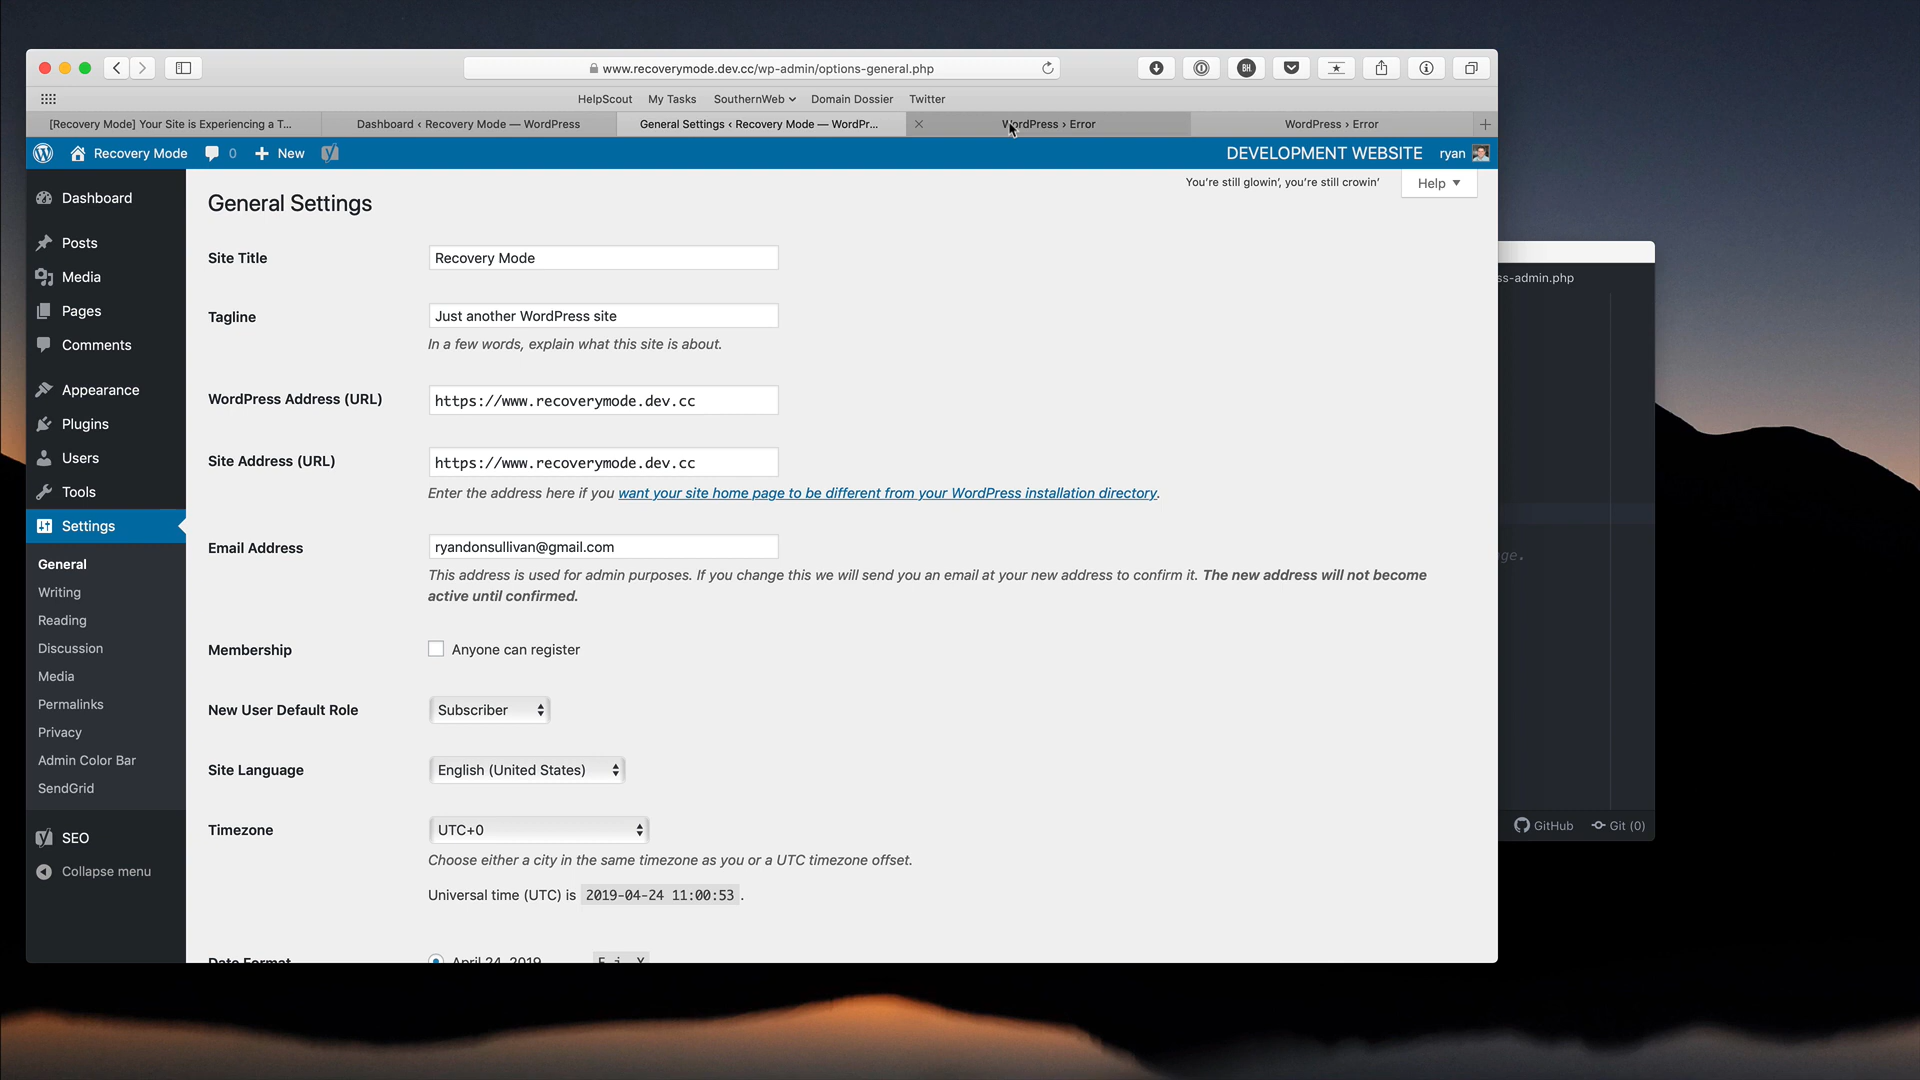 www.recoverymode.dev.cc/wp-admin/options-general.php
BH
HelpScout My Tasks SouthernWeb Domain Dossier Twitter
[Recovery Mode] Your Site is Experiencing a T... Dashboard ‹ Recovery Mode — WordPress General Settings ‹ Recovery Mode — WordPr... WordPress › Error WordPress › Error
Recovery Mode 0 New DEVELOPMENT WEBSITE ryan
You're still glowin', you're still crowin' Help
General Settings
Dashboard
Posts
Media
Pages
Comments
Appearance
Plugins
Users
Tools
Settings
General
Writing
Reading
Discussion
Media
Permalinks
Privacy
Admin Color Bar
SendGrid
SEO
Collapse menu
Site Title Recovery Mode
Tagline Just another WordPress site
In a few words, explain what this site is about.
WordPress Address (URL) https://www.recoverymode.dev.cc
Site Address (URL) https://www.recoverymode.dev.cc
Enter the address here if you want your site home page to be different from your WordPress installation directory.
Email Address ryandonsullivan@gmail.com
This address is used for admin purposes. If you change this we will send you an email at your new address to confirm it. The new address will not become
active until confirmed.
Membership Anyone can register
New User Default Role Subscriber
Site Language English (United States)
Timezone UTC+0
Choose either a city in the same timezone as you or a UTC timezone offset.
Universal time (UTC) is 2019-04-24 11:00:53 .
Date Format April 24, 2019 F j, Y
ss-admin.php
ge.
GitHub Git (0)